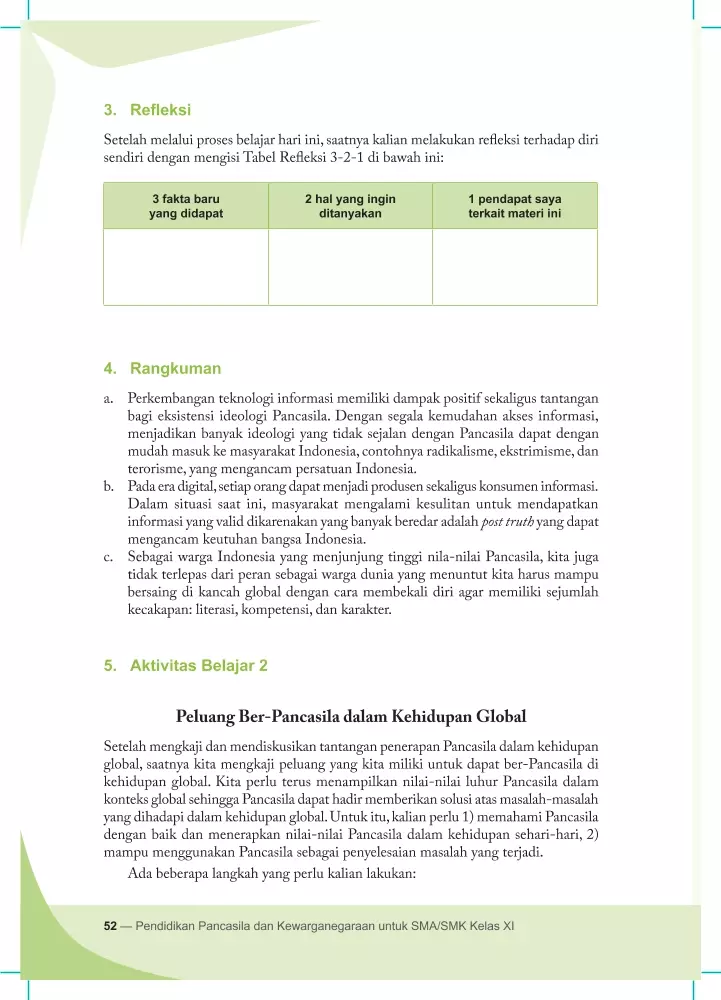 3. Refleksi
Setelah melalui proses belajar hari ini, saatnya kalian melakukan refleksi terhadap diri
sendiri dengan mengisi Tabel Refleksi 3-2-1 di bawah ini:
3 fakta baru
yang didapat
2 hal yang ingin
ditanyakan
1 pendapat saya
terkait materi ini
4. Rangkuman
a. Perkembangan teknologi informasi memiliki dampak positif sekaligus tantangan
bagi eksistensi ideologi Pancasila. Dengan segala kemudahan akses informasi,
menjadikan banyak ideologi yang tidak sejalan dengan Pancasila dapat dengan
mudah masuk ke masyarakat Indonesia, contohnya radikalisme, ekstrimisme, dan
terorisme, yang mengancam persatuan Indonesia.
b. Pada era digital, setiap orang dapat menjadi produsen sekaligus konsumen informasi.
Dalam situasi saat ini, masyarakat mengalami kesulitan untuk mendapatkan
informasi yang valid dikarenakan yang banyak beredar adalah post truth yang dapat
mengancam keutuhan bangsa Indonesia.
c. Sebagai warga Indonesia yang menjunjung tinggi nila-nilai Pancasila, kita juga
tidak terlepas dari peran sebagai warga dunia yang menuntut kita harus mampu
bersaing di kancah global dengan cara membekali diri agar memiliki sejumlah
kecakapan: literasi, kompetensi, dan karakter.
5. Aktivitas Belajar 2
Peluang Ber-Pancasila dalam Kehidupan Global
Setelah mengkaji dan mendiskusikan tantangan penerapan Pancasila dalam kehidupan
global, saatnya kita mengkaji peluang yang kita miliki untuk dapat ber-Pancasila di
kehidupan global. Kita perlu terus menampilkan nilai-nilai luhur Pancasila dalam
konteks global sehingga Pancasila dapat hadir memberikan solusi atas masalah-masalah
yang dihadapi dalam kehidupan global. Untuk itu, kalian perlu 1) memahami Pancasila
dengan baik dan menerapkan nilai-nilai Pancasila dalam kehidupan sehari-hari, 2)
mampu menggunakan Pancasila sebagai penyelesaian masalah yang terjadi.
Ada beberapa langkah yang perlu kalian lakukan:
52 — Pendidikan Pancasila dan Kewarganegaraan untuk SMA/SMK Kelas XI